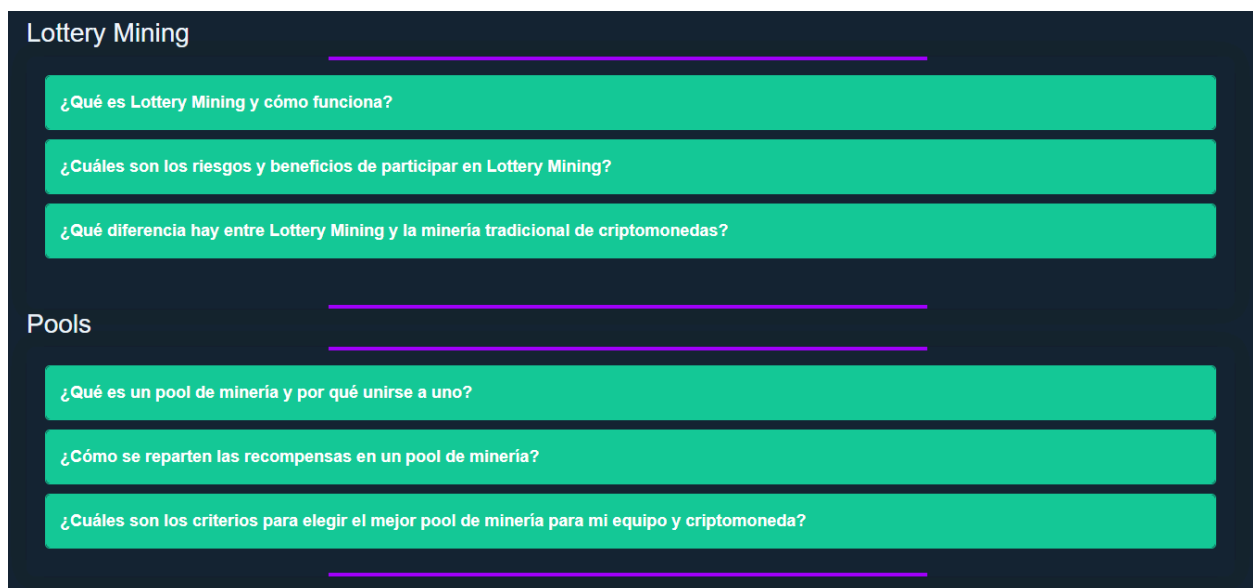 Lottery Mining
¿Qué es Lottery Mining y cómo funciona?
¿Cuáles son los riesgos y beneficios de participar en Lottery Mining?
¿Qué diferencia hay entre Lottery Mining y la minería tradicional de criptomonedas?
Pools
¿Qué es un pool de minería y por qué unirse a uno?
¿Cómo se reparten las recompensas en un pool de minería?
¿Cuáles son los criterios para elegir el mejor pool de minería para mi equipo y criptomoneda?